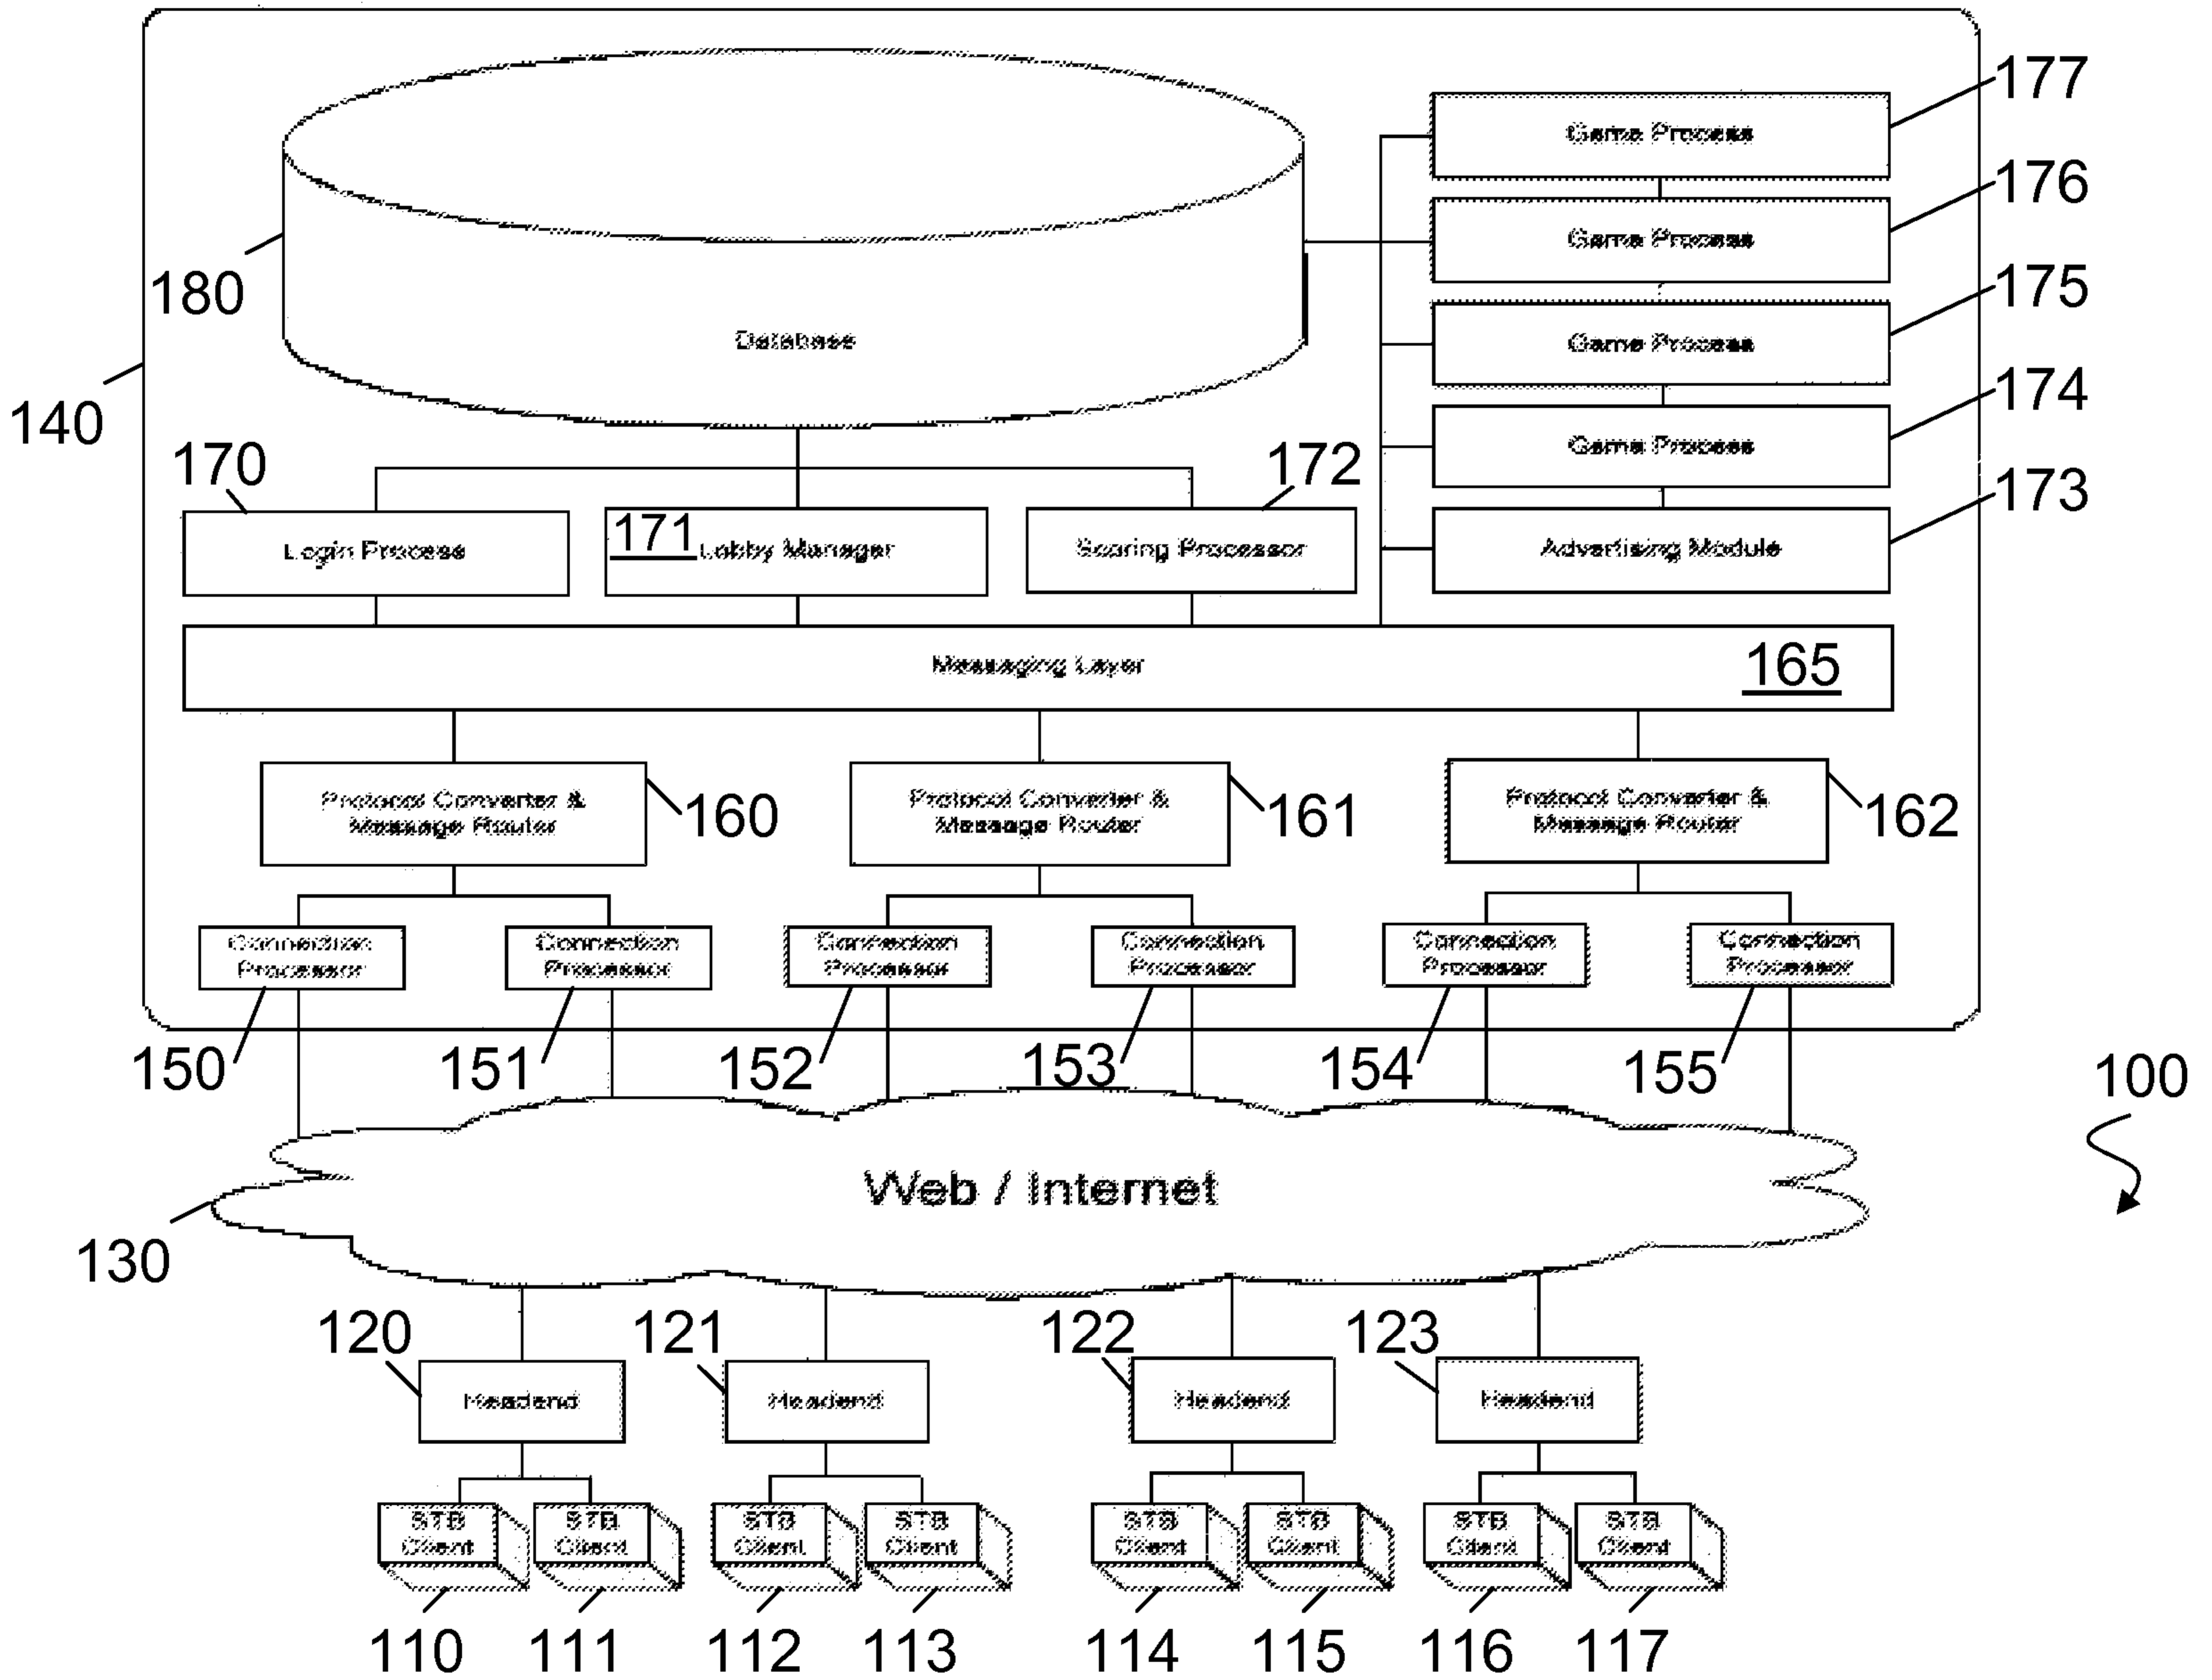 177
Game Process
176
Game Process
175
Game Process
180
Database
174
Game Process
140
170
172
173
171
Login Process
Lobby Manager
Scoring Processor
Advertising Module
Messaging Layer
165
Protocol Converter &
Message Router
160
Protocol Converter &
Message Router
161
Protocol Converter &
Message Router
162
Connection
Processor
Connection
Processor
Connection
Processor
Connection
Processor
Connection
Processor
Connection
Processor
150
151
152
153
154
155
100
Web / Internet
130
120
121
122
123
Headend
Headend
Headend
Headend
STB
Client
STB
Client
STB
Client
STB
Client
STB
Client
STB
Client
STB
Client
STB
Client
110
111
112
113
114
115
116
117